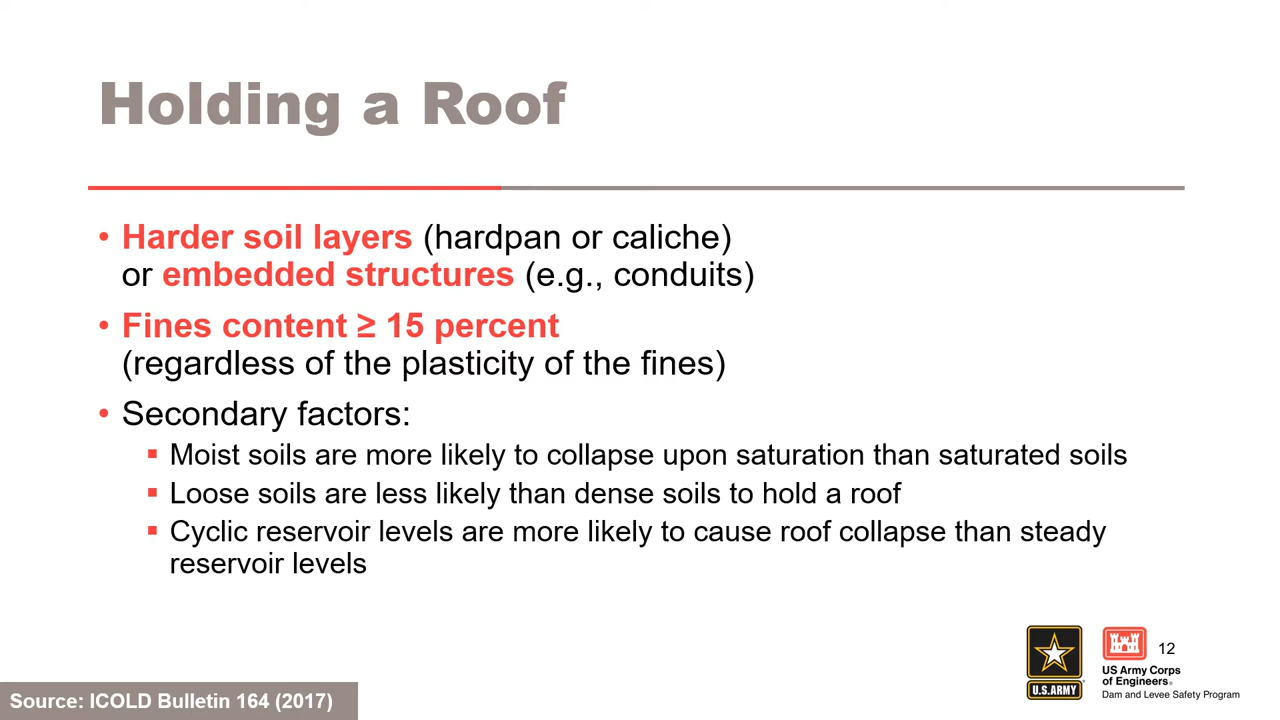 Holding a Roof
• Harder soil layers (hardpan or caliche)
or embedded structures (e.g., conduits)
• Fines content ≥ 15 percent
(regardless of the plasticity of the fines)
• Secondary factors:
▪ Moist soils are more likely to collapse upon saturation than saturated soils
▪ Loose soils are less likely than dense soils to hold a roof
▪ Cyclic reservoir levels are more likely to cause roof collapse than steady
reservoir levels
U.S. ARMY
US Army Corps
of Engineers®
Dam and Levee Safety Program
12
Source: ICOLD Bulletin 164 (2017)